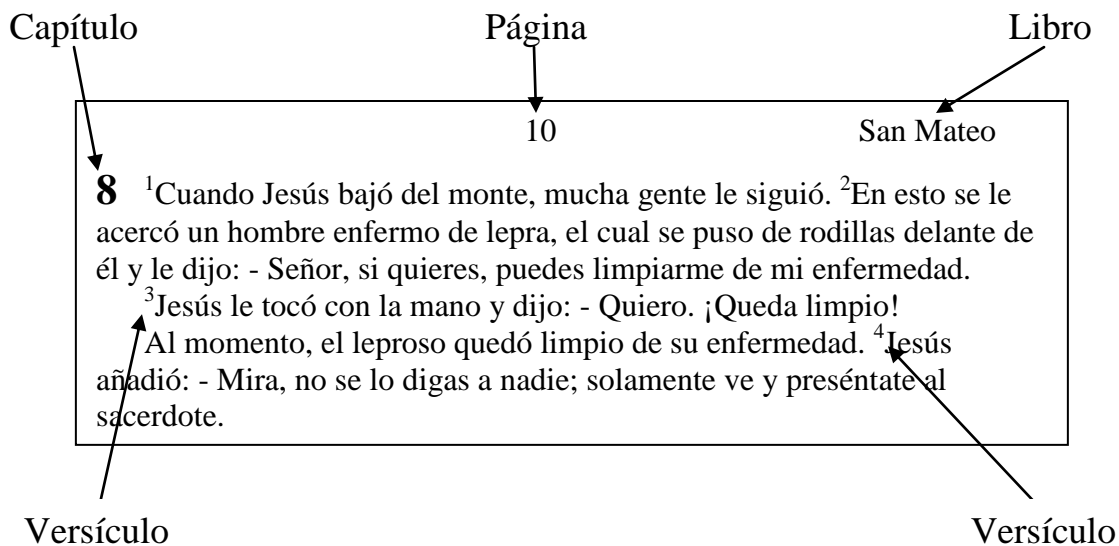 Capítulo Página Libro
10 San Mateo
8 ¹Cuando Jesús bajó del monte, mucha gente le siguió. ²En esto se le
acercó un hombre enfermo de lepra, el cual se puso de rodillas delante de
él y le dijo: - Señor, si quieres, puedes limpiarme de mi enfermedad.
³Jesús le tocó con la mano y dijo: - Quiero. ¡Queda limpio!
Al momento, el leproso quedó limpio de su enfermedad. ⁴Jesús
añadió: - Mira, no se lo digas a nadie; solamente ve y preséntate al
sacerdote.
Versículo Versículo